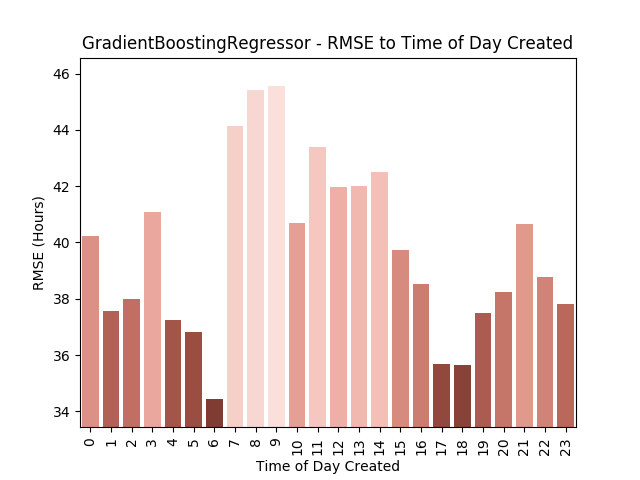 GradientBoostingRegressor - RMSE to Time of Day Created
46
44
42
40
38
36
34
RMSE (Hours)
0 1 2 3 4 5 6 7 8 9 10 11 12 13 14 15 16 17 18 19 20 21 22 23
Time of Day Created